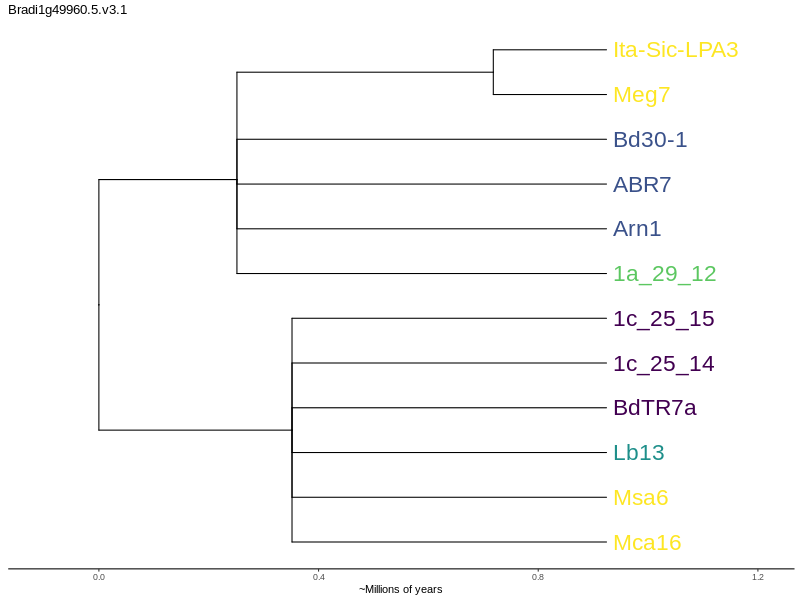 Bradi1g49960.5.v3.1
Ita-Sic-LPA3
Meg7
Bd30-1
ABR7
Arn1
1a_29_12
1c_25_15
1c_25_14
BdTR7a
Lb13
Msa6
Mca16
0.0 0.4 0.8 1.2
~Millions of years